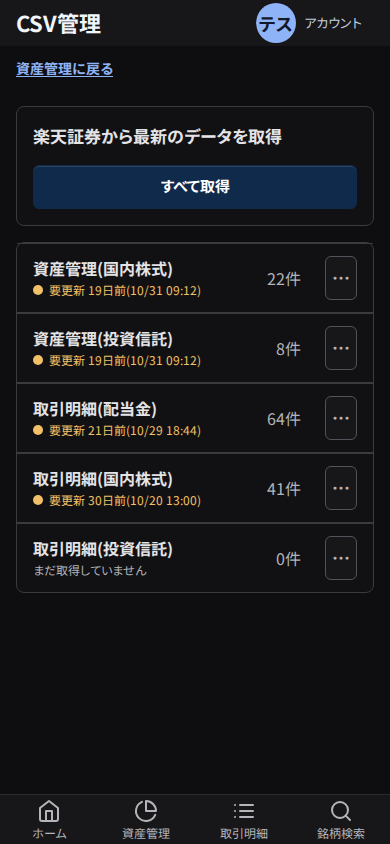 CSV管理
テス アカウント
資産管理に戻る
楽天証券から最新のデータを取得
すべて取得
資産管理(国内株式)
要更新 19日前(10/31 09:12)
22件
資産管理(投資信託)
要更新 19日前(10/31 09:12)
8件
取引明細(配当金)
要更新 21日前(10/29 18:44)
64件
取引明細(国内株式)
要更新 30日前(10/20 13:00)
41件
取引明細(投資信託)
まだ取得していません
0件
ホーム 資産管理 取引明細 銘柄検索